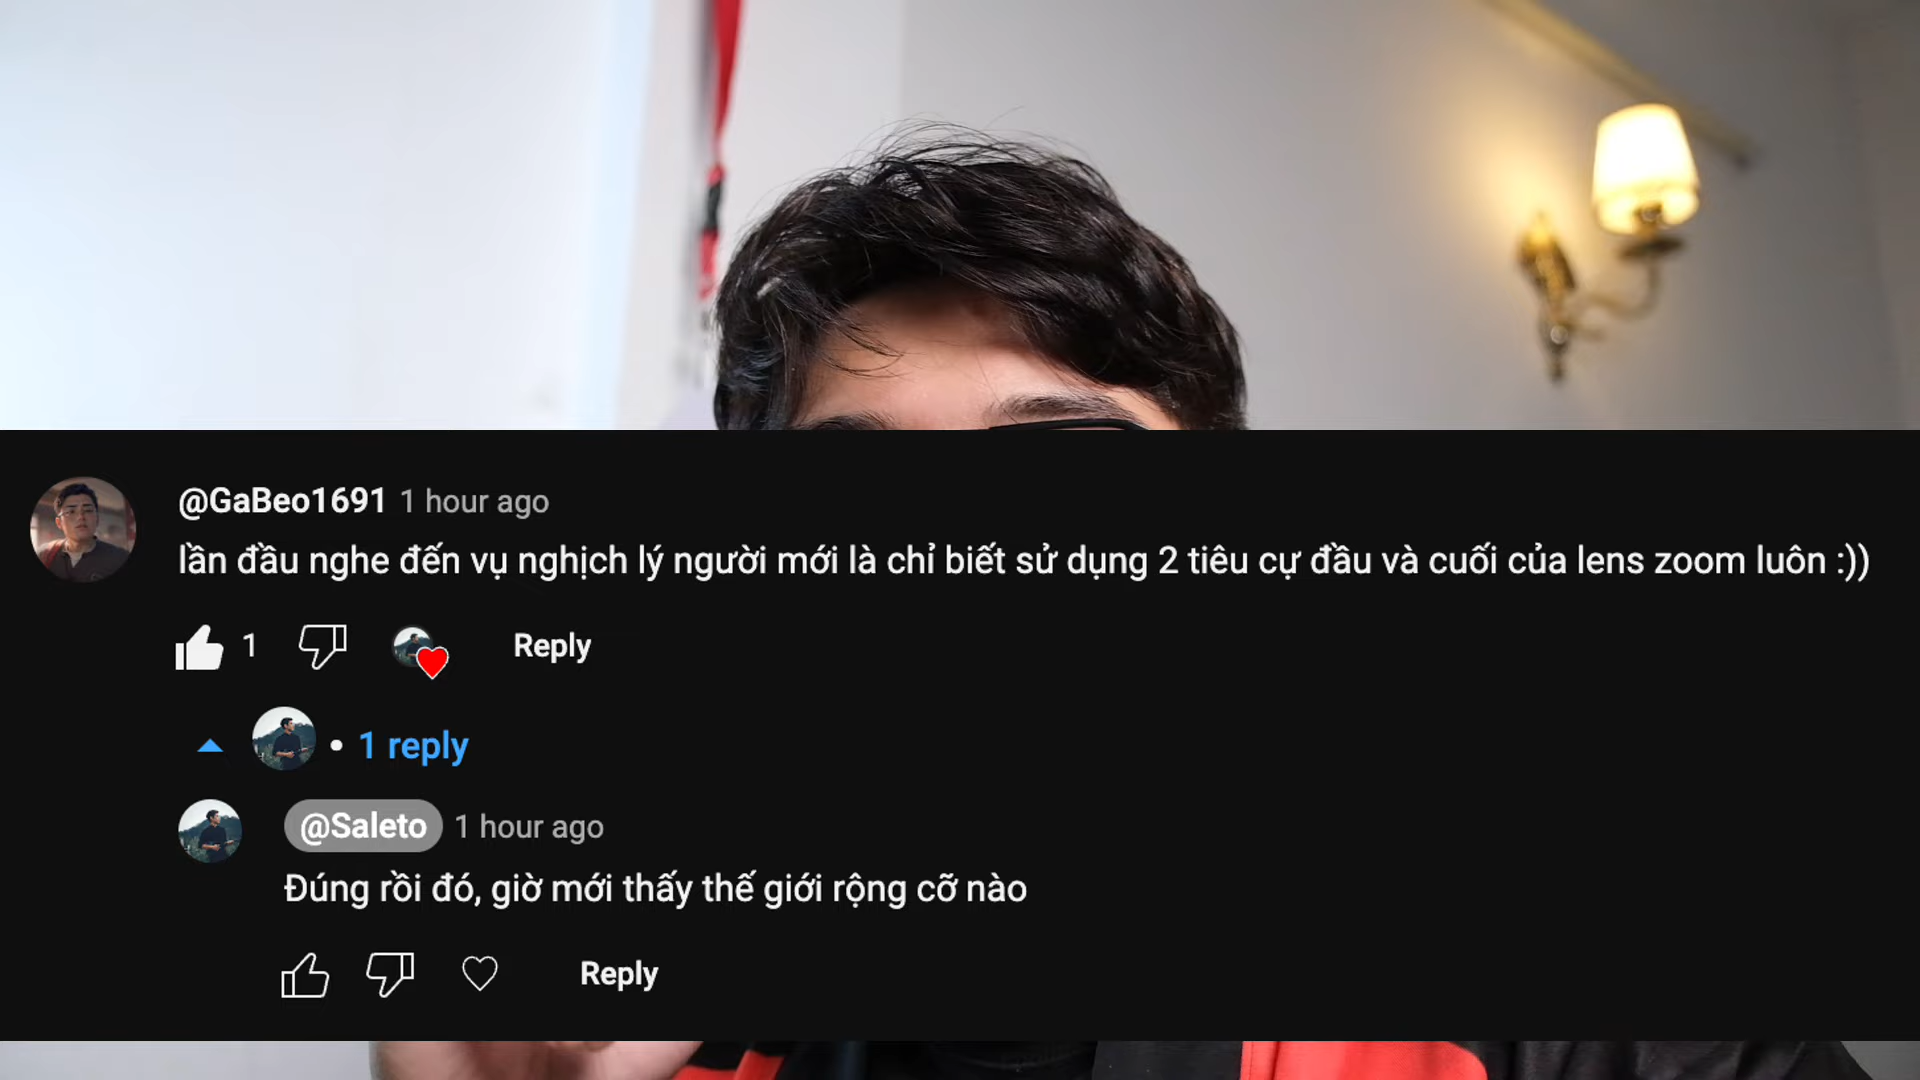 @GaBeo1691 1 hour ago
lần đầu nghe đến vụ nghịch lý người mới là chỉ biết sử dụng 2 tiêu cự đầu và cuối của lens zoom luôn :))
1 Reply
• 1 reply
@Saleto 1 hour ago
Đúng rồi đó, giờ mới thấy thế giới rộng cỡ nào
Reply